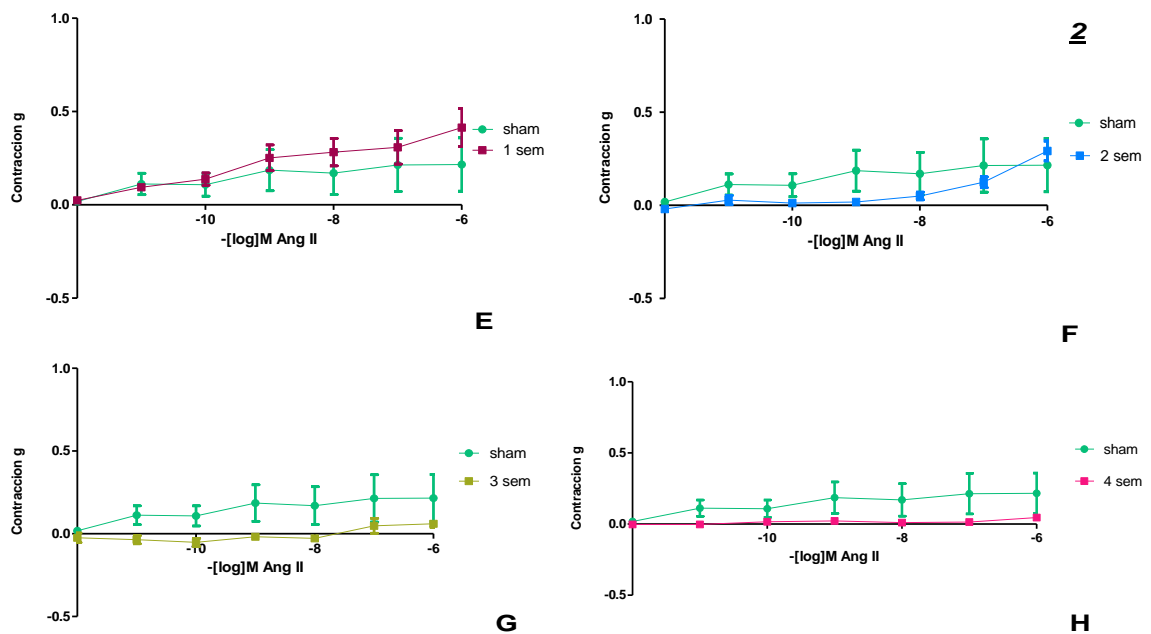 2
1.0
0.5
0.0
-0.5
Contraccion g
-10
-8
-6
-[log]M Ang II
sham
1 sem
E
1.0
0.5
0.0
-0.5
Contraccion g
-10
-8
-6
-[log]M Ang II
sham
2 sem
F
1.0
0.5
0.0
-0.5
Contraccion g
-10
-8
-6
-[log]M Ang II
sham
3 sem
G
1.0
0.5
0.0
-0.5
Contraccion g
-10
-8
-6
-[log]M Ang II
sham
4 sem
H